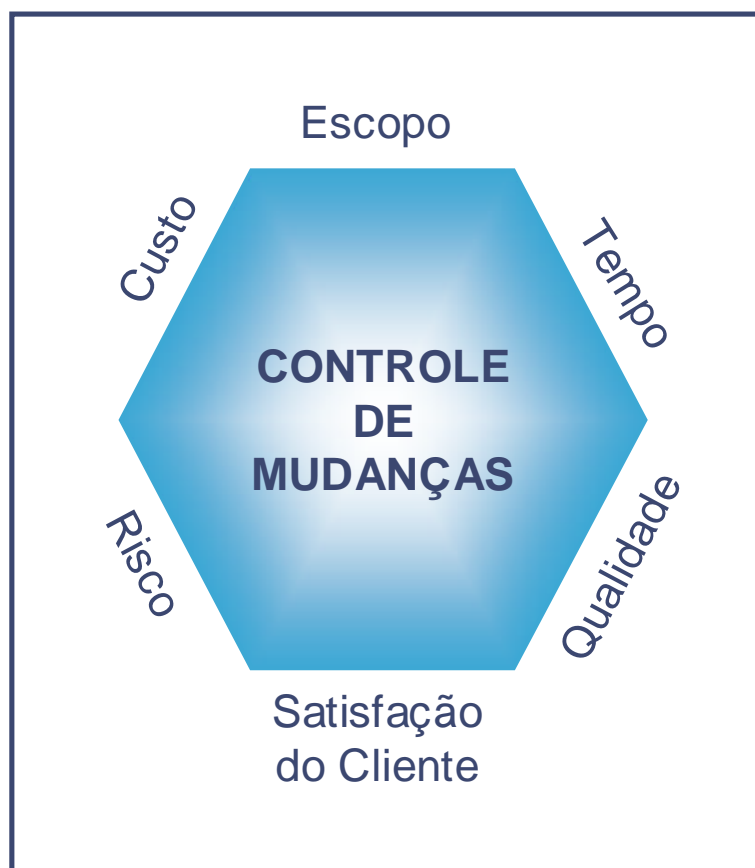 Escopo
Custo
Tempo
CONTROLE
DE
MUDANÇAS
Risco
Qualidade
Satisfação
do Cliente